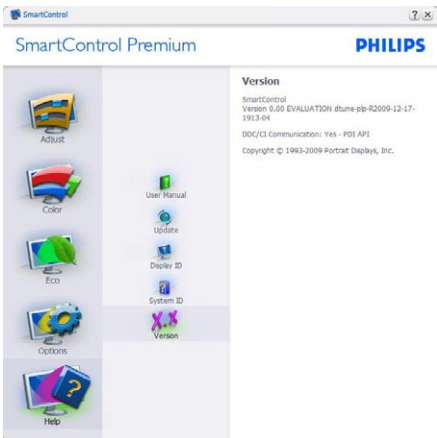 SmartControl
SmartControl Premium
PHILIPS
Adjust
Color
Eco
Options
Help
User Manual
Update
Display ID
System ID
X.X
Version
Version
SmartControl
Version 0.00 EVALUATION dtune-plp-R2009-12-17-
1913-04
DDC/CI Communication: Yes - PDI API
Copyright © 1993-2009 Portrait Displays, Inc.